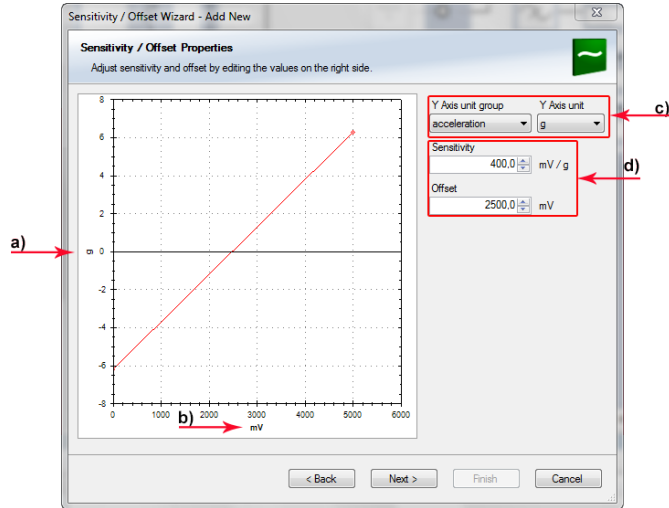 Sensitivity / Offset Wizard - Add New
Sensitivity / Offset Properties
Adjust sensitivity and offset by editing the values on the right side.
8
6
4
2
0
-2
-4
-6
-8
g
a)
0 1000 2000 3000 4000 5000 6000
b)
mV
Y Axis unit group Y Axis unit
acceleration g
c)
Sensitivity
400,0 mV / g
d)
Offset
2500,0 mV
< Back Next > Finish Cancel